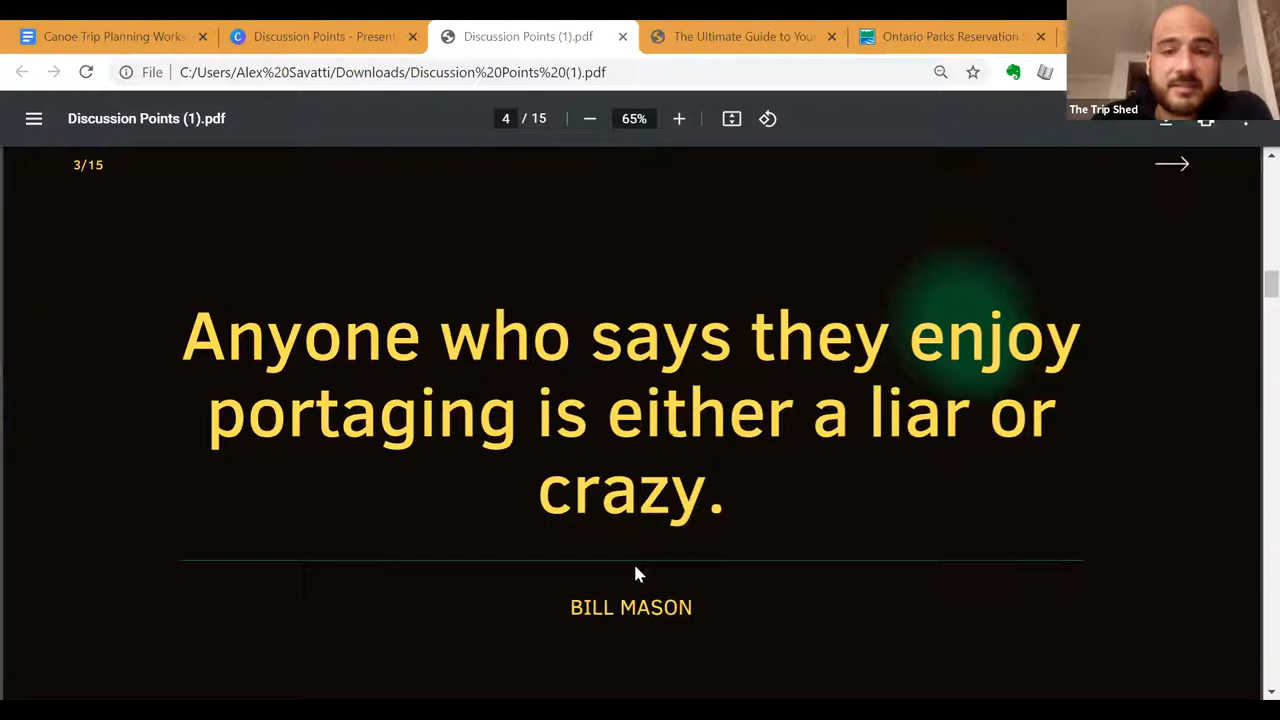 Canoe Trip Planning Works
Discussion Points - Present
Discussion Points (1).pdf
The Ultimate Guide to Your
Ontario Parks Reservation
File
C:/Users/Alex%20Savatti/Downloads/Discussion%20Points%20(1).pdf
The Trip Shed
Discussion Points (1).pdf
4 / 15
65%
3/15
Anyone who says they enjoy
portaging is either a liar or
crazy.
BILL MASON